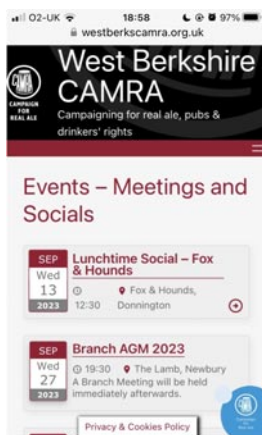 O2-UK 18:58 97%
westberkscamra.org.uk
West Berkshire
CAMRA
CAMPAIGN
FOR
REAL ALE
Campaigning for real ale, pubs &
drinkers' rights
Events – Meetings and
Socials
SEP
Wed
13
2023
Lunchtime Social – Fox
& Hounds
12:30
Fox & Hounds,
Donnington
SEP
Wed
27
2023
Branch AGM 2023
19:30 The Lamb, Newbury
A Branch Meeting will be held
immediately afterwards.
SEP
Privacy & Cookies Policy